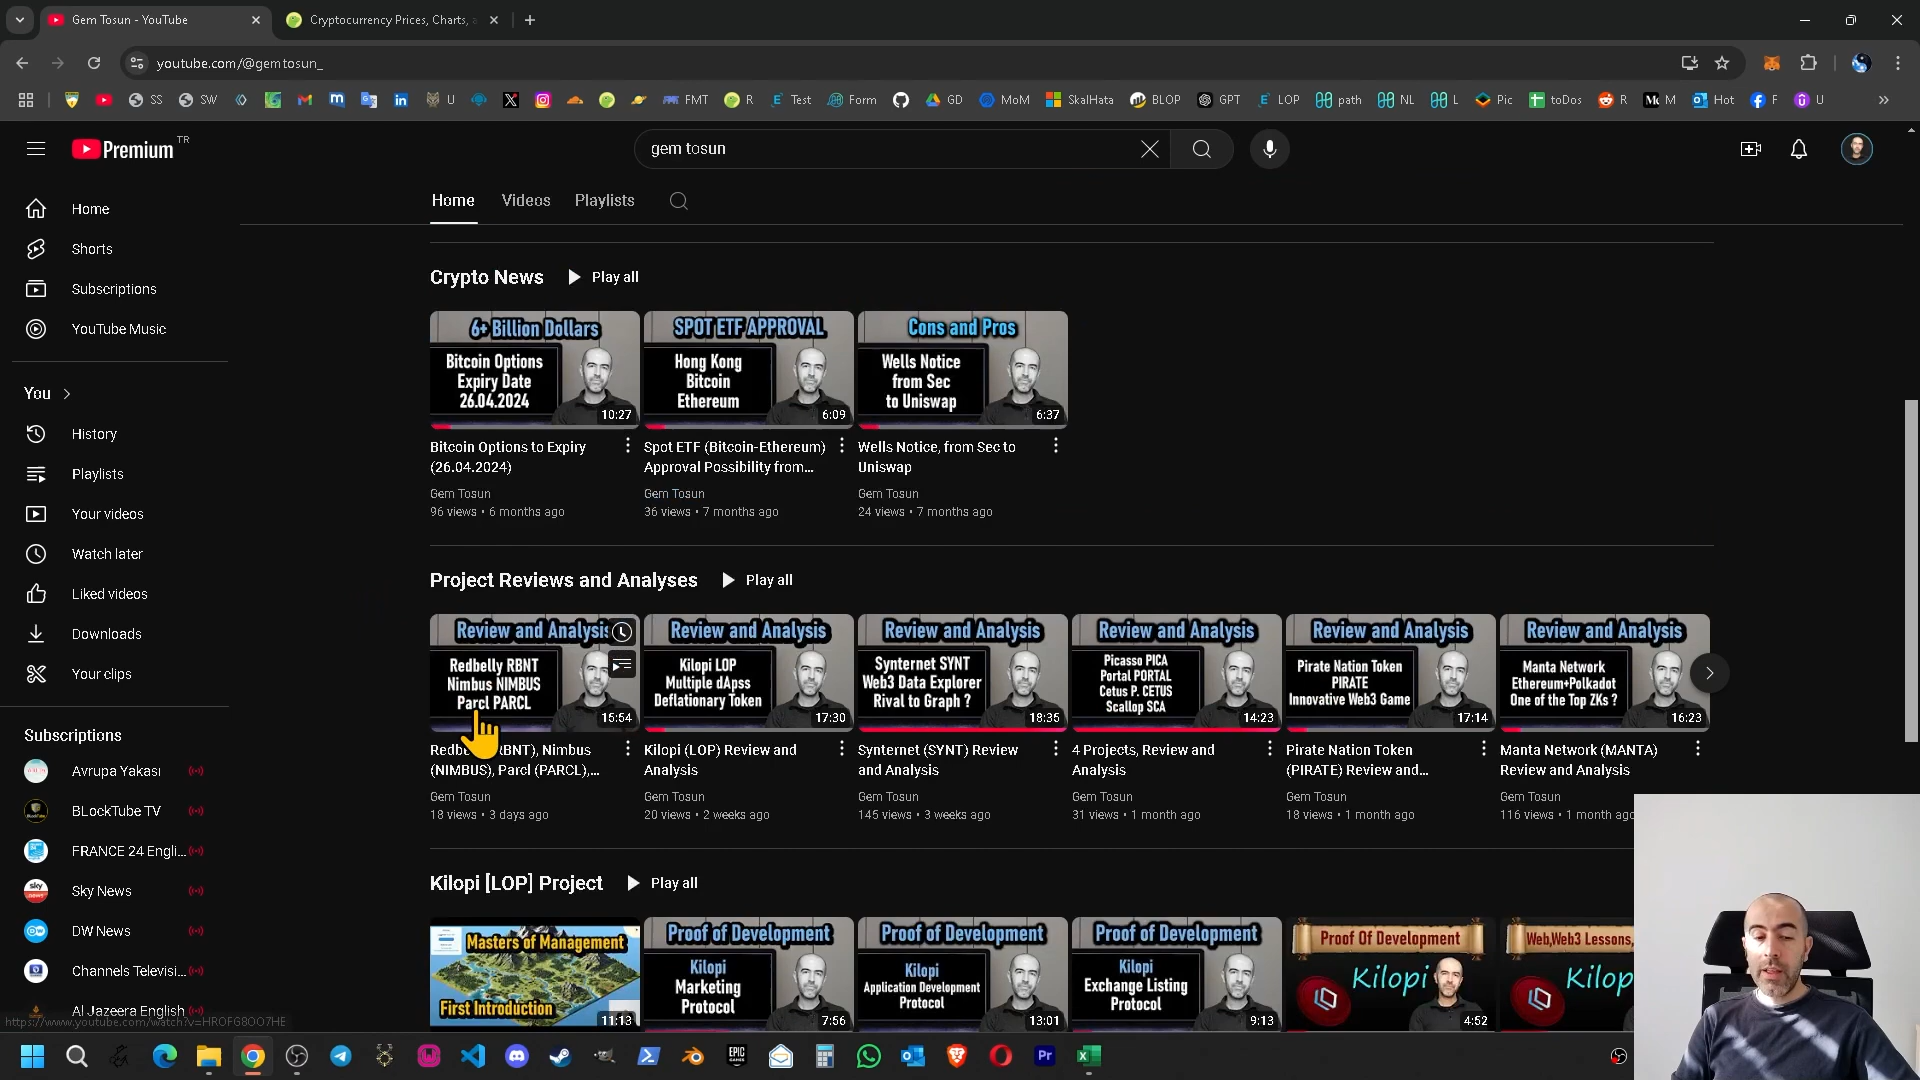 Gem Tosun - YouTube
Cryptocurrency Prices, Charts,
youtube.com/@gemtosun_
SS
SW
U
FMT
R
Test
Form
GD
MoM
SkalHata
BLOP
GPT
LOP
path
NL
L
Pic
toDos
R
M
Hot
F
U
Premium TR
gem tosun
Home
Shorts
Subscriptions
YouTube Music
You
History
Playlists
Your videos
Watch later
Liked videos
Downloads
Your clips
Subscriptions
Avrupa Yakası
BLockTube TV
FRANCE 24 Engli...
Sky News
DW News
Channels Televisi...
Al Jazeera English
https://www.youtube.com/watch?v=HROFG8OO7HE
Home Videos Playlists
Crypto News Play all
6+ Billion Dollars
Bitcoin Options
Expiry Date
26.04.2024
10:27
Bitcoin Options to Expiry
(26.04.2024)
Gem Tosun
96 views • 6 months ago
SPOT ETF APPROVAL
Hong Kong
Bitcoin
Ethereum
6:09
Spot ETF (Bitcoin-Ethereum)
Approval Possibility from...
Gem Tosun
36 views • 7 months ago
Cons and Pros
Wells Notice
from Sec
to Uniswap
6:37
Wells Notice, from Sec to
Uniswap
Gem Tosun
24 views • 7 months ago
Project Reviews and Analyses Play all
Review and Analysis
Redbelly RBNT
Nimbus NIMBUS
Parcl PARCL
15:54
(RBNT), Nimbus
(NIMBUS), Parcl (PARCL),...
Gem Tosun
18 views • 3 days ago
Review and Analysis
Kilopi LOP
Multiple dApss
Deflationary Token
17:30
Kilopi (LOP) Review and
Analysis
Gem Tosun
20 views • 2 weeks ago
Review and Analysis
Synternet SYNT
Web3 Data Explorer
Rival to Graph ?
18:35
Synternet (SYNT) Review
and Analysis
Gem Tosun
145 views • 3 weeks ago
Review and Analysis
Picasso PICA
Portal PORTAL
Cetus P. CETUS
Scallop SCA
14:23
4 Projects, Review and
Analysis
Gem Tosun
31 views • 1 month ago
Review and Analysis
Pirate Nation Token
PIRATE
Innovative Web3 Game
17:14
Pirate Nation Token
(PIRATE) Review and...
Gem Tosun
18 views • 1 month ago
Review and Analysis
Manta Network
Ethereum+Polkadot
One of the Top ZKs ?
16:23
Manta Network (MANTA)
Review and Analysis
Gem Tosun
116 views • 1 month
Kilopi [LOP] Project Play all
Masters of Management
First Introduction
11:13
Proof of Development
Kilopi
Marketing
Protocol
7:56
Proof of Development
Kilopi
Application Development
Protocol
13:01
Proof of Development
Kilopi
Exchange Listing
Protocol
9:13
Proof Of Development
Kilopi
4:52
Web,Web3 Lessons,
Kilopi